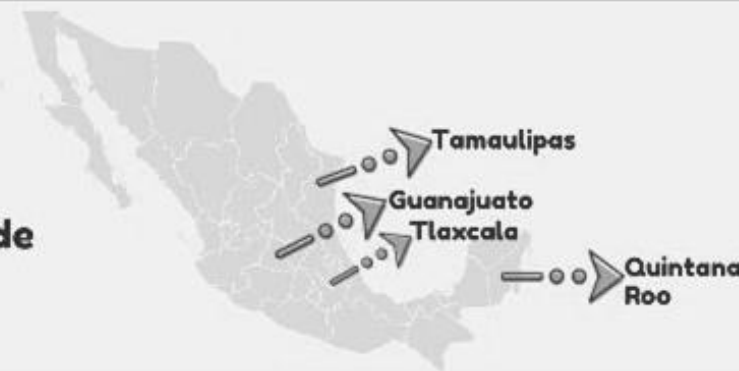 Tamaulipas
Guanajuato
Tlaxcala
de
Quintana
Roo